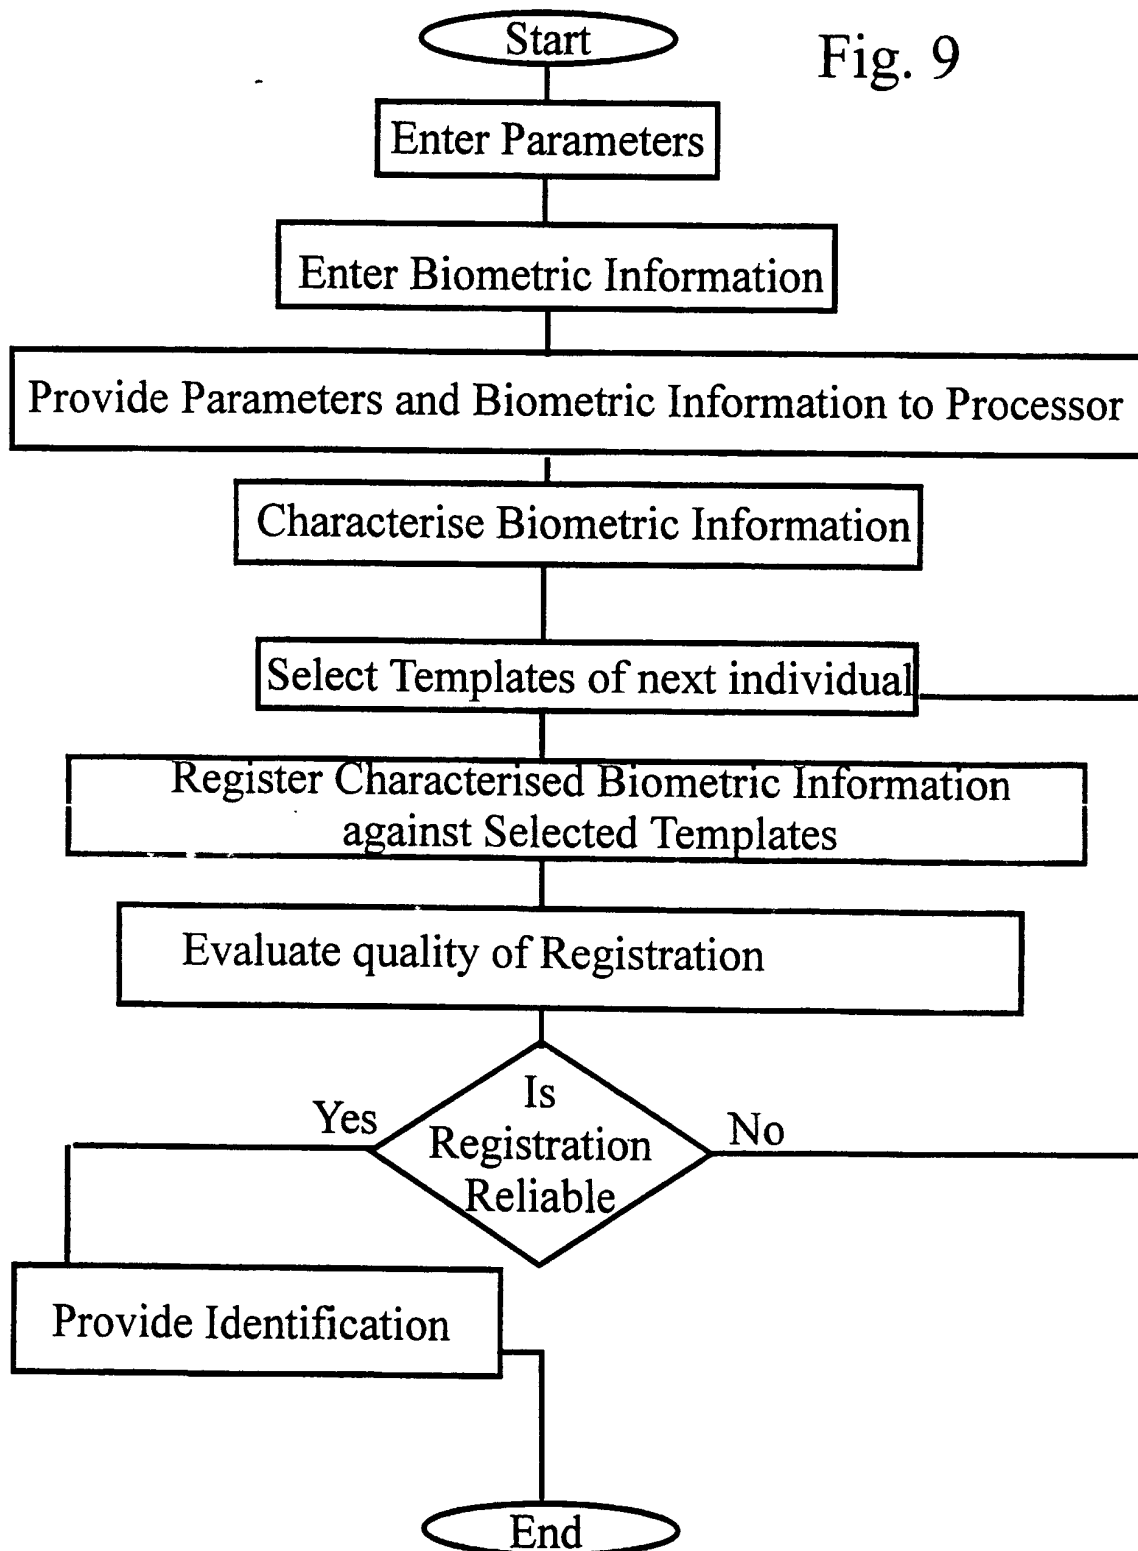 Start
Fig. 9
Enter Parameters
Enter Biometric Information
Provide Parameters and Biometric Information to Processor
Characterise Biometric Information
Select Templates of next individual
Register Characterised Biometric Information
against Selected Templates
Evaluate quality of Registration
Is
Registration
Reliable
Yes
No
Provide Identification
End